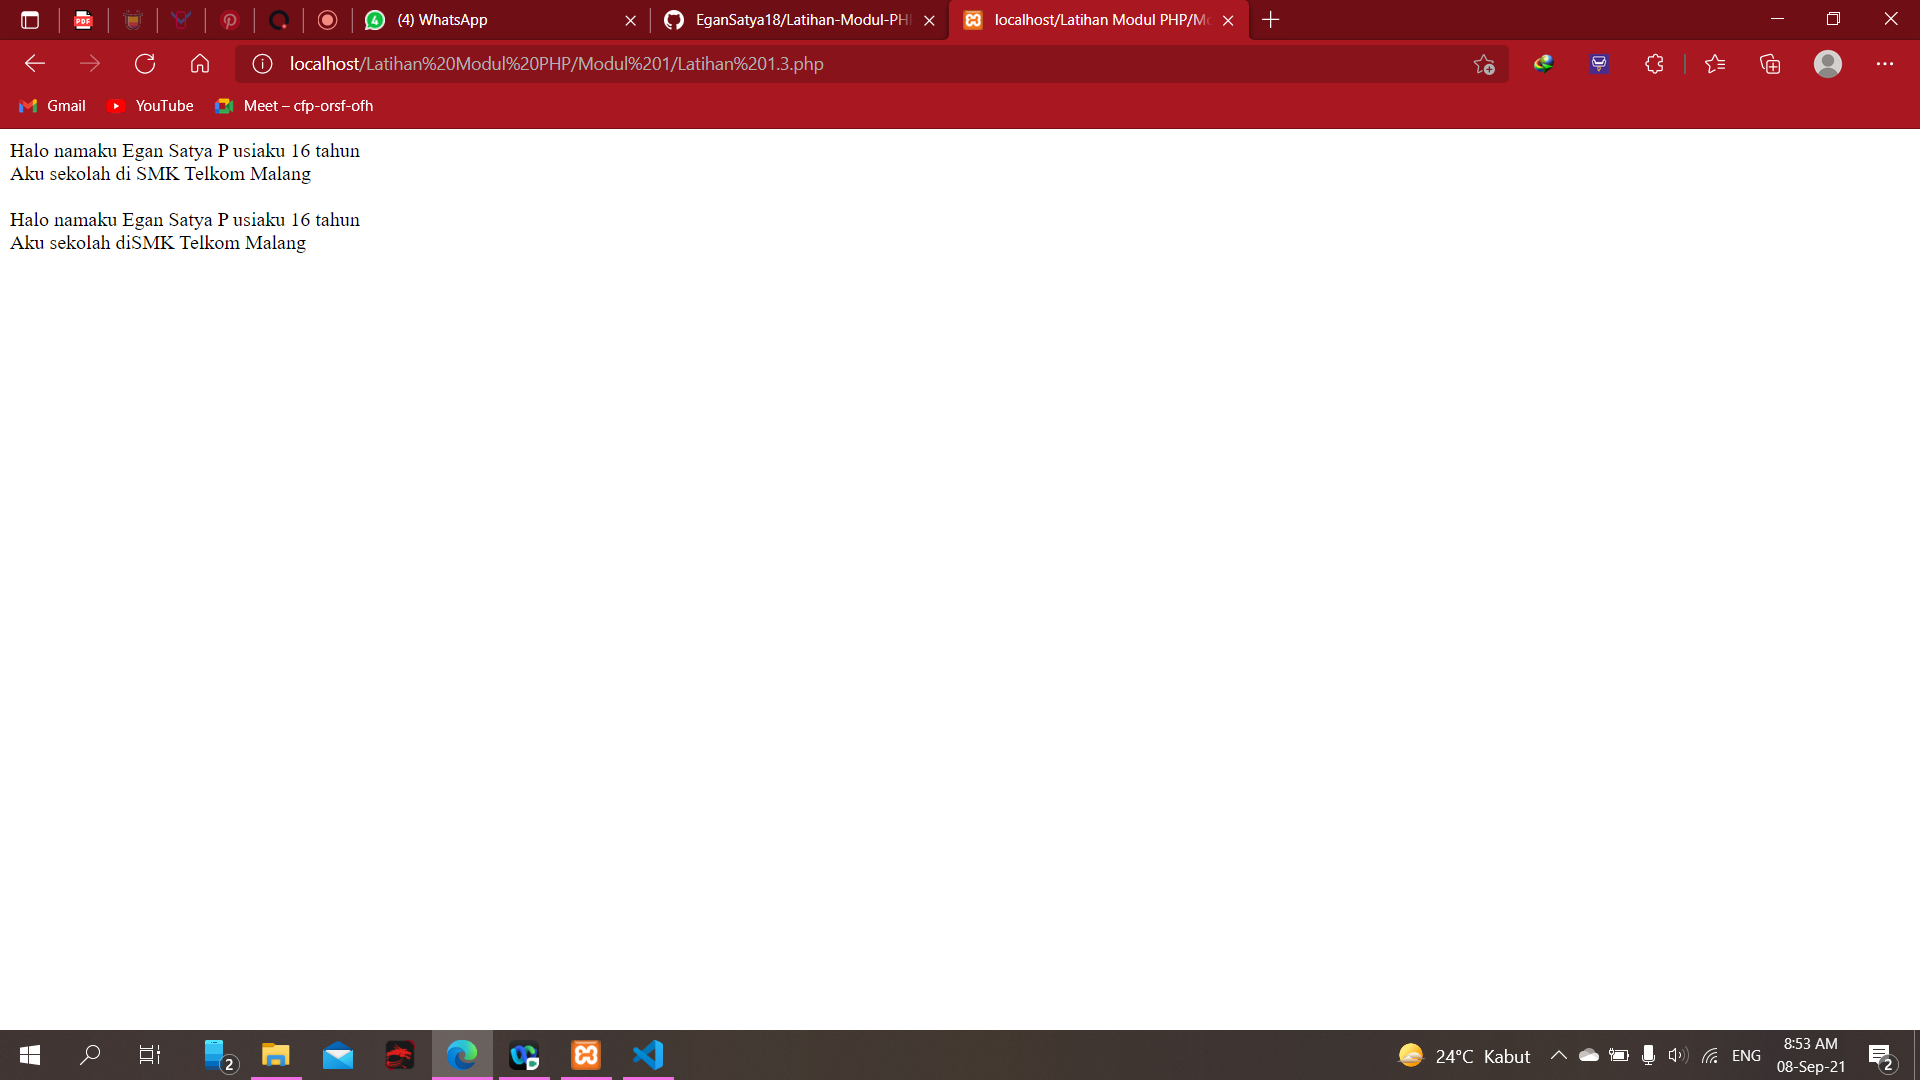 4 (4) WhatsApp
EganSatya18/Latihan-Modul-PH
localhost/Latihan Modul PHP/Mo
PDF
localhost/Latihan%20Modul%20PHP/Modul%201/Latihan%201.3.php
Gmail
YouTube
Meet – cfp-orsf-ofh
Halo namaku Egan Satya P usiaku 16 tahun
Aku sekolah di SMK Telkom Malang
Halo namaku Egan Satya P usiaku 16 tahun
Aku sekolah diSMK Telkom Malang
2
24°C Kabut
ENG
8:53 AM
08-Sep-21
2